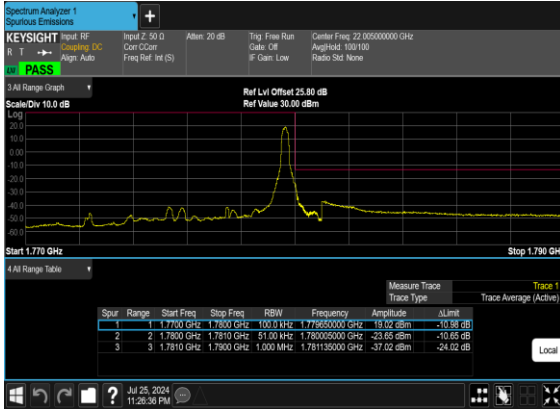 Spectrum Analyzer 1
Spurious Emissions
+
KEYSIGHT
R T
Input: RF
Coupling: DC
Align: Auto
Input Z: 50 Ω
Corr CCorr
Freq Ref: Int (S)
Atten: 20 dB
Trig: Free Run
Gate: Off
IF Gain: Low
Center Freq: 22.005000000 GHz
Avg|Hold: 100/100
Radio Std: None
PASS
3 All Range Graph
Scale/Div 10.0 dB
Ref Lvl Offset 25.80 dB
Ref Value 30.00 dBm
Log
20.0
10.0
0.00
-10.0
-20.0
-30.0
-40.0
-50.0
-60.0
Start 1.770 GHz
Stop 1.790 GH
4 All Range Table
Measure Trace Trace 1
Trace Type Trace Average (Active)
Spur Range Start Freq Stop Freq RBW Frequency Amplitude ΔLimit
1 1 1.7700 GHz 1.7800 GHz 100.0 kHz 1.779650000 GHz 19.02 dBm -10.98 dB
2 2 1.7800 GHz 1.7810 GHz 51.00 kHz 1.780005000 GHz -23.65 dBm -10.65 dB
3 3 1.7810 GHz 1.7900 GHz 1.000 MHz 1.781135000 GHz -37.02 dBm -24.02 dB
Local
?
Jul 25, 2024
11:26:36 PM